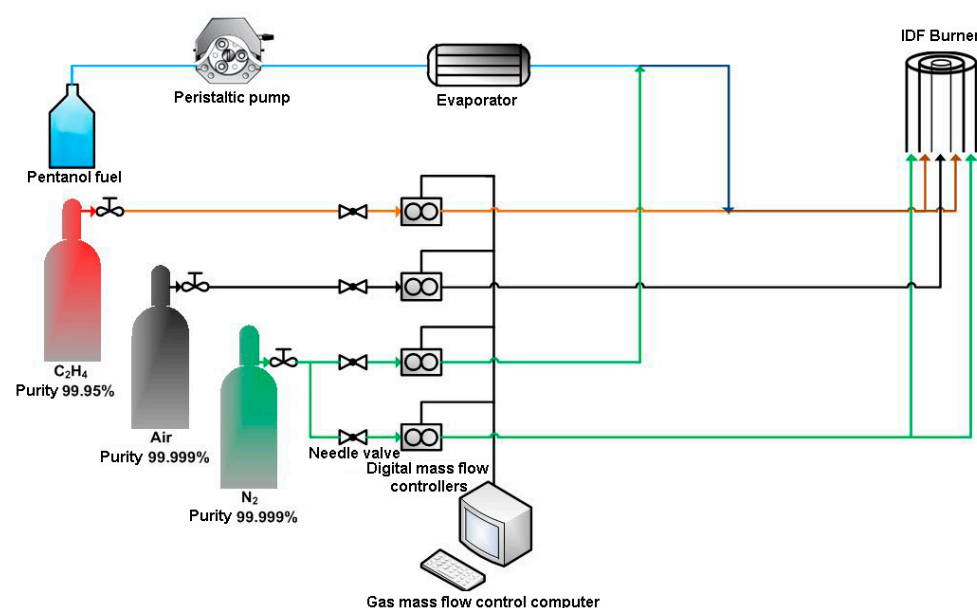 IDF Burner
Peristaltic pump
Evaporator
Pentanol fuel
C₂H₄
Purity 99.95%
Air
Purity 99.999%
N₂
Purity 99.999%
Needle valve
Digital mass flow
controllers
Gas mass flow control computer